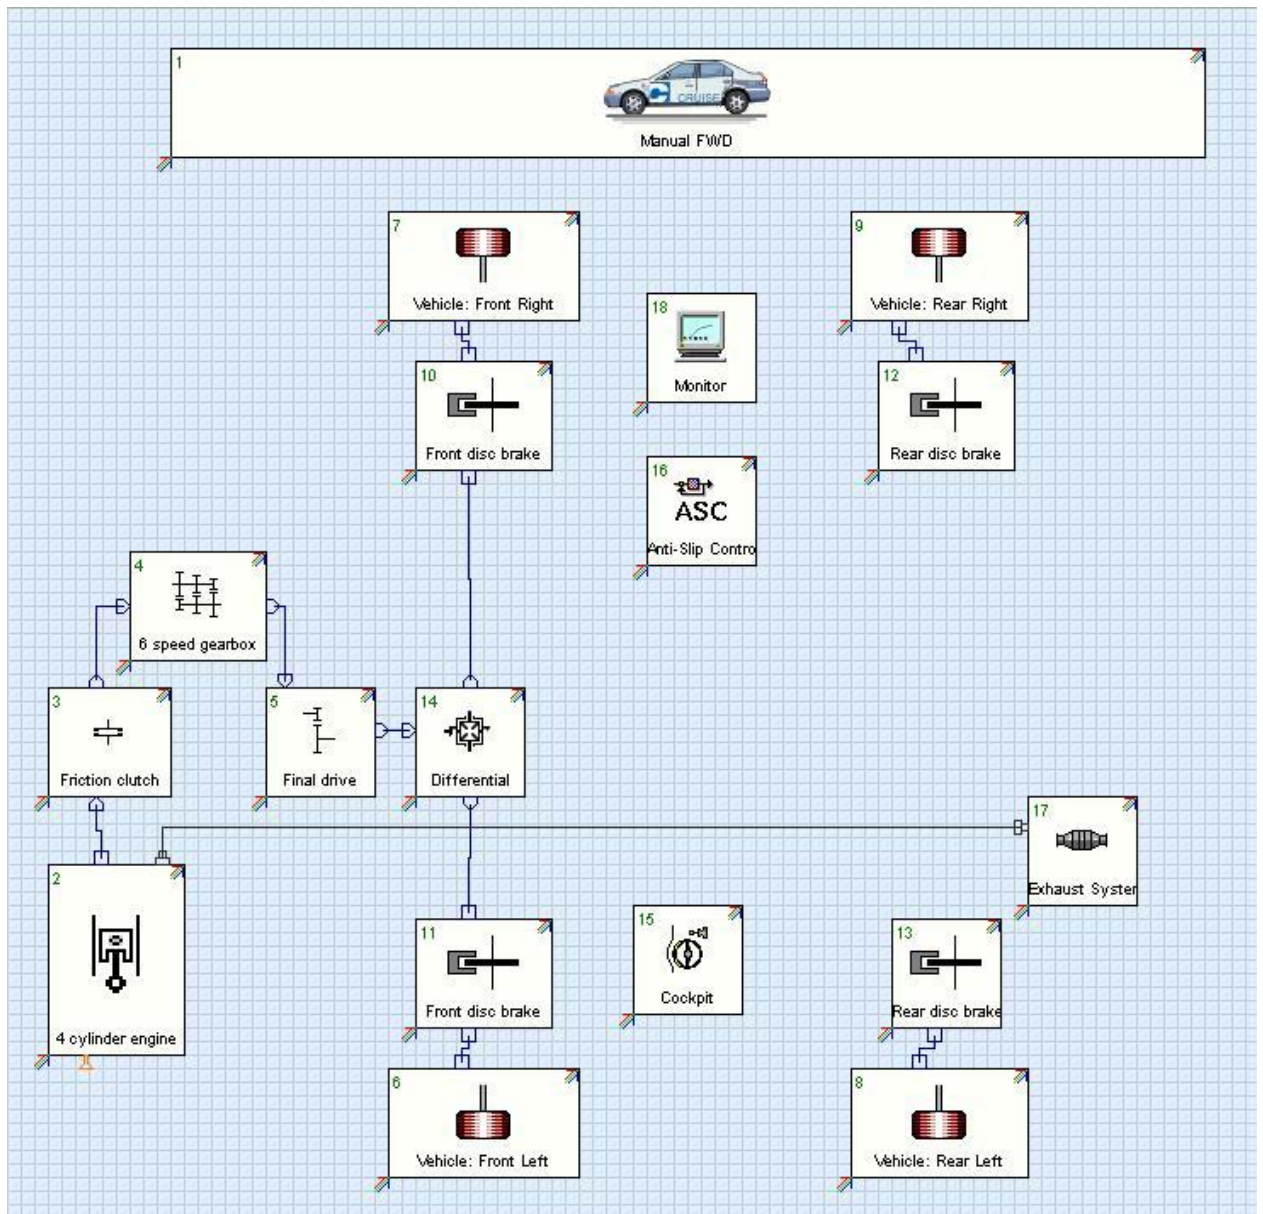 1
CRUISE
Manual FWD
7
Vehicle: Front Right
9
Vehicle: Rear Right
18
Monitor
10
Front disc brake
12
Rear disc brake
16
ASC
Anti-Slip Contro
4
6 speed gearbox
3
Friction clutch
5
Final drive
14
Differential
17
Exhaust Syster
2
4 cylinder engine
11
Front disc brake
15
Cockpit
13
Rear disc brake
6
Vehicle: Front Left
8
Vehicle: Rear Left